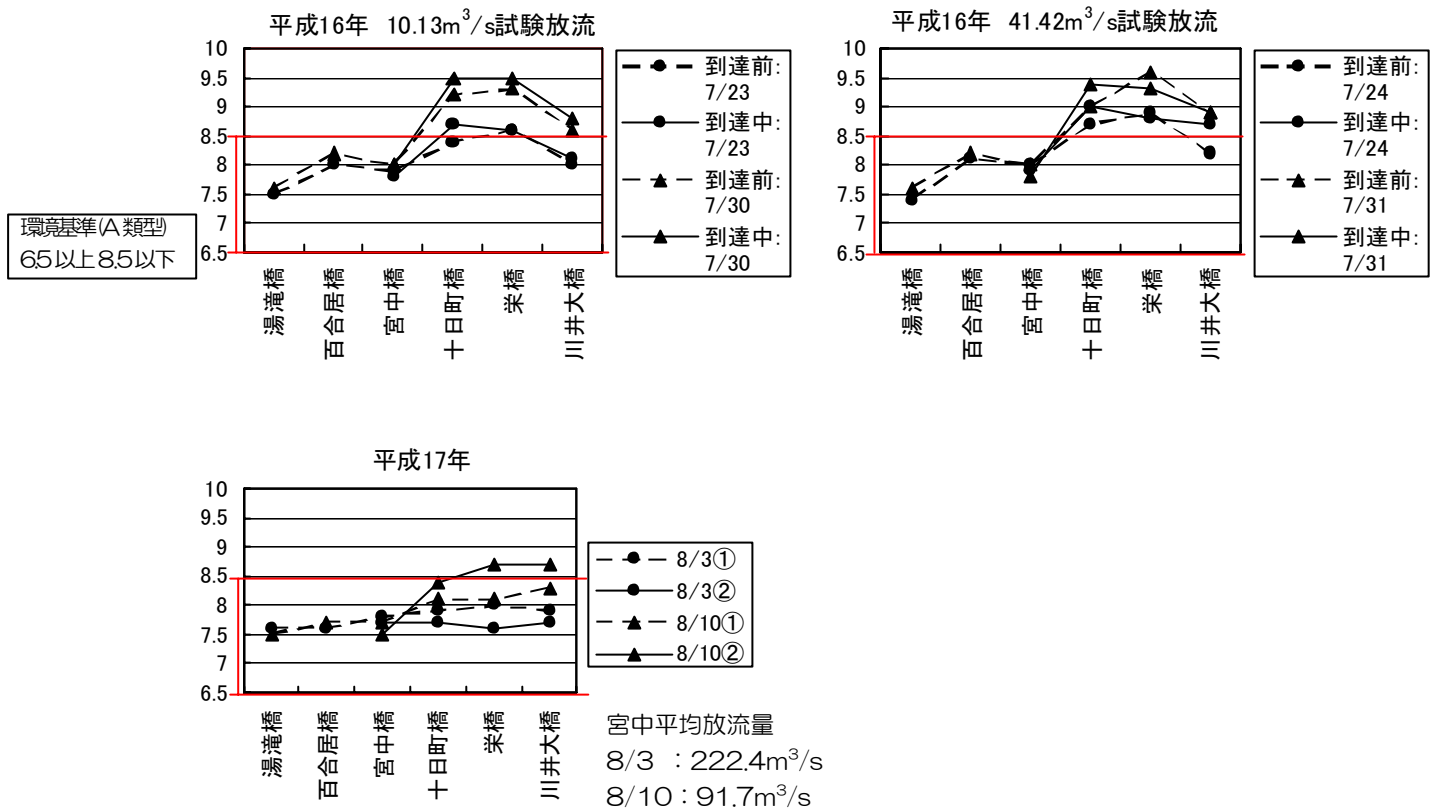 平成16年 10.13m³/s試験放流
10
9.5
9
8.5
8
7.5
7
6.5
湯滝橋
百合居橋
宮中橋
十日町橋
栄橋
川井大橋
到達前:
7/23
到達中:
7/23
到達前:
7/30
到達中:
7/30
環境基準(A類型)
6.5以上8.5以下
平成16年 41.42m³/s試験放流
10
9.5
9
8.5
8
7.5
7
6.5
湯滝橋
百合居橋
宮中橋
十日町橋
栄橋
川井大橋
到達前:
7/24
到達中:
7/24
到達前:
7/31
到達中:
7/31
平成17年
10
9.5
9
8.5
8
7.5
7
6.5
湯滝橋
百合居橋
宮中橋
十日町橋
栄橋
川井大橋
8/3①
8/3②
8/10①
8/10②
宮中平均放流量
8/3 :222.4m³/s
8/10:91.7m³/s